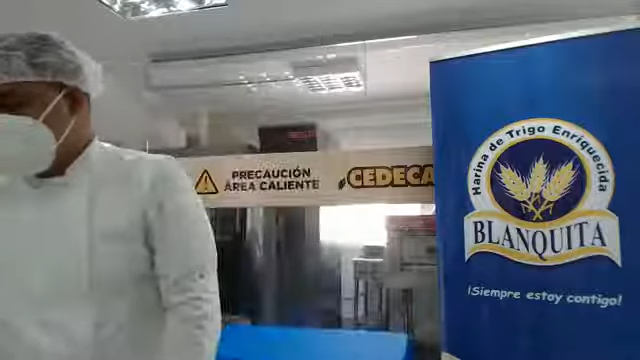 PRECAUCIÓN
ÁREA CALIENTE
CEDECA
Harina de Trigo Enriquecida
BLANQUITA
¡Siempre estoy contigo!